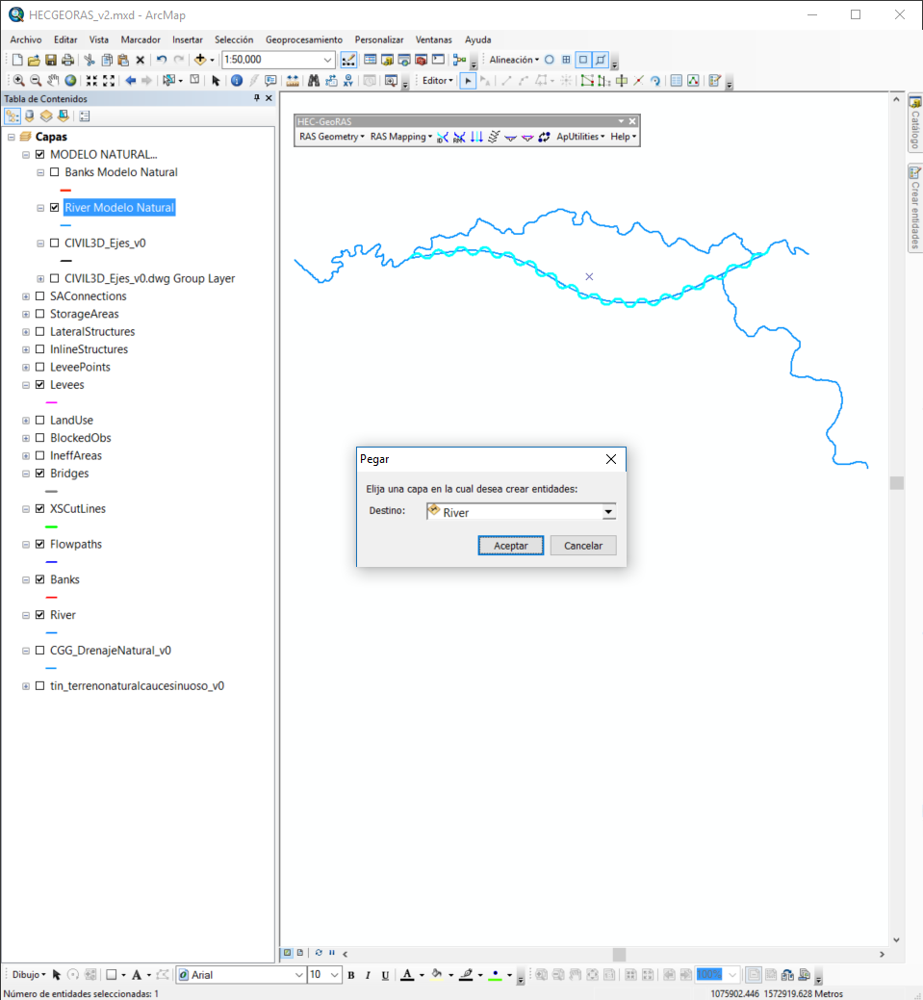 HECGEORAS_v2.mxd - ArcMap
Archivo Editar Vista Marcador Insertar Selección Geoprocesamiento Personalizar Ventanas Ayuda
1:50,000 Alineación
Editor
Tabla de Contenidos
Capas
MODELO NATURAL...
Banks Modelo Natural
River Modelo Natural
CIVIL3D_Ejes_v0
CIVIL3D_Ejes_v0.dwg Group Layer
SAConnections
StorageAreas
LateralStructures
InlineStructures
LeveePoints
Levees
LandUse
BlockedObs
IneffAreas
Bridges
XSCutLines
Flowpaths
Banks
River
CGG_DrenajeNatural_v0
tin_terrenonaturalcaucesinuoso_v0
HEC-GeoRAS
RAS Geometry RAS Mapping ApUtilities Help
Pegar
Elija una capa en la cual desea crear entidades:
Destino: River
Aceptar Cancelar
Catálogo
Crear entidades
Dibujo A Arial 10 B I U A 100%
Número de entidades seleccionadas: 1 1075902.446 1572919.628 Metros